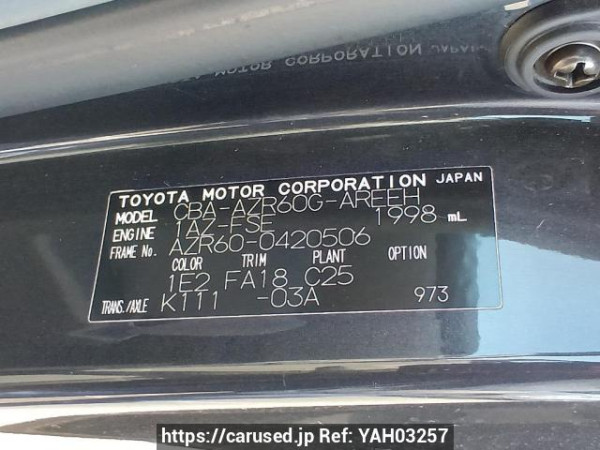 TOYOTA MOTOR CORPORATION JAPAN
MODEL CBA-AZR60G-AREEH
ENGINE 1AZ-FSE 1998 mL
FRAME No. AZR60-0420506
COLOR TRIM PLANT OPTION
1E2 FA18 C25
TRANS./AXLE K111 -03A 973
https://carused.jp Ref: YAH03257